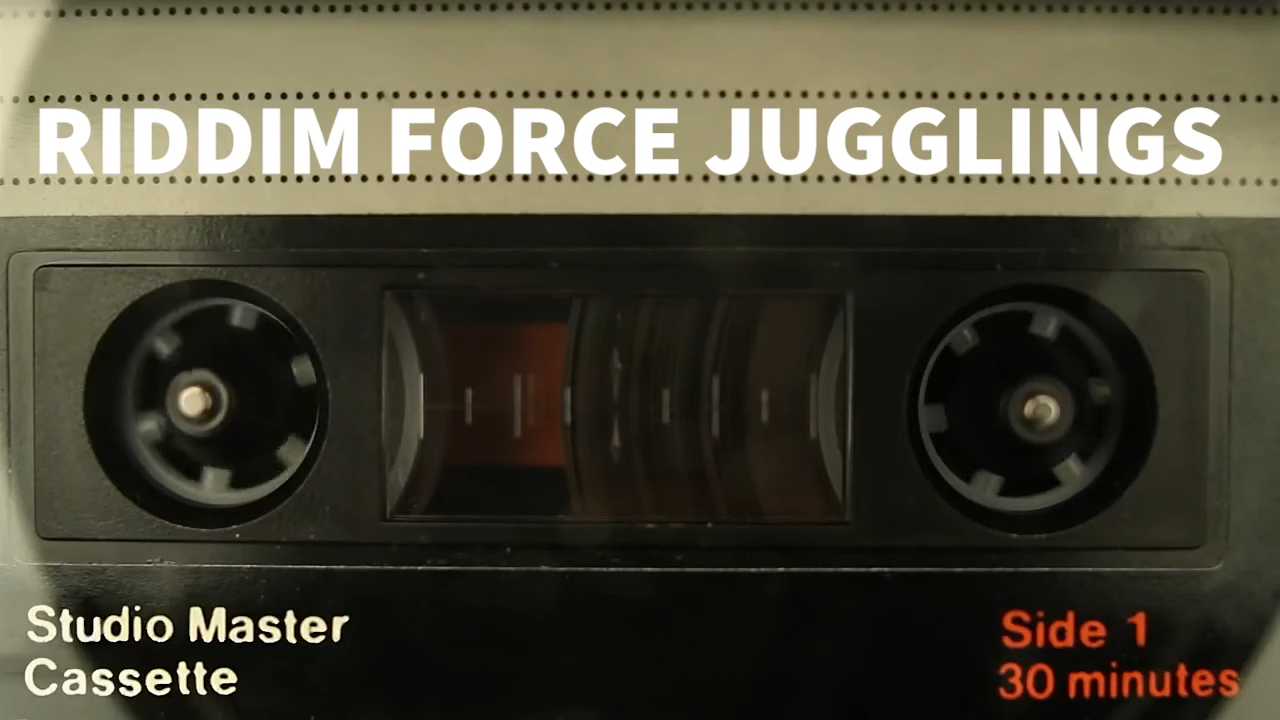 RIDDIM FORCE JUGGLINGS
Studio Master
Cassette
Side 1
30 minutes